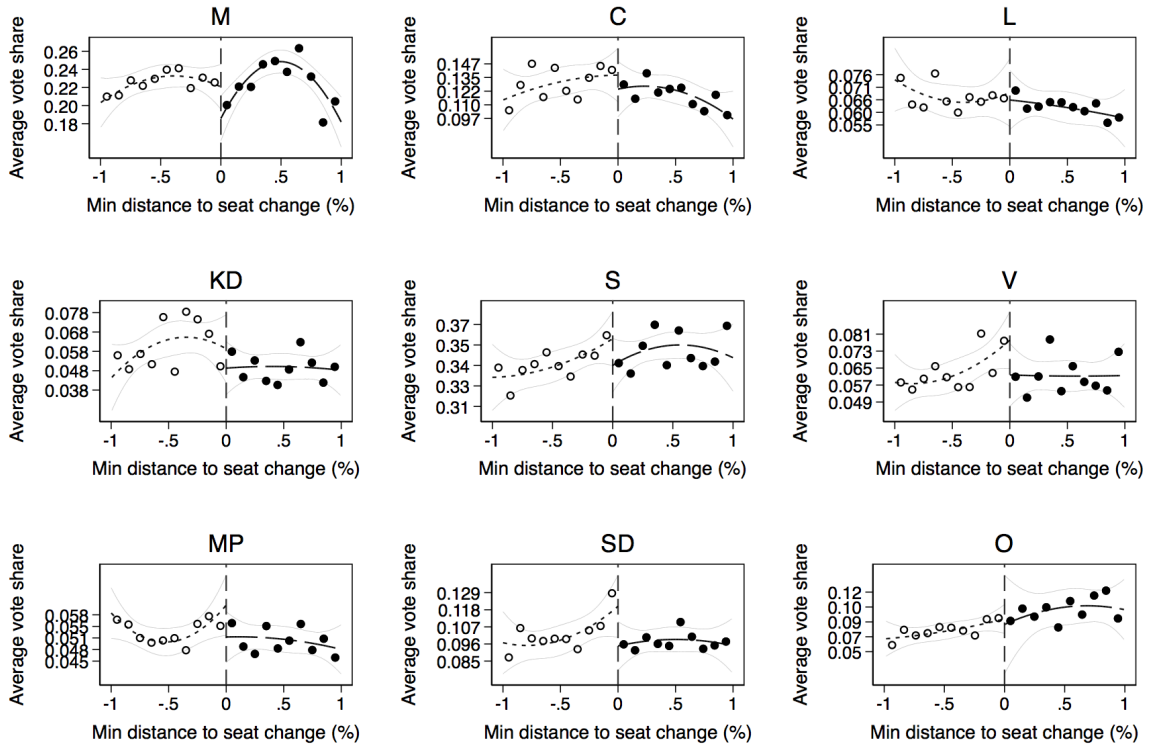 M
C
L
Average vote share
0.26
0.24
0.22
0.20
0.18
-1 -.5 0 .5 1
Min distance to seat change (%)
Average vote share
0.147
0.135
0.122
0.110
0.097
-1 -.5 0 .5 1
Min distance to seat change (%)
Average vote share
0.076
0.071
0.066
0.060
0.055
-1 -.5 0 .5 1
Min distance to seat change (%)
KD
S
V
Average vote share
0.078
0.068
0.058
0.048
0.038
-1 -.5 0 .5 1
Min distance to seat change (%)
Average vote share
0.37
0.35
0.34
0.33
0.31
-1 -.5 0 .5 1
Min distance to seat change (%)
Average vote share
0.081
0.073
0.065
0.057
0.049
-1 -.5 0 .5 1
Min distance to seat change (%)
MP
SD
O
Average vote share
0.058
0.055
0.051
0.048
0.045
-1 -.5 0 .5 1
Min distance to seat change (%)
Average vote share
0.129
0.118
0.107
0.096
0.085
-1 -.5 0 .5 1
Min distance to seat change (%)
Average vote share
0.12
0.10
0.09
0.07
0.05
-1 -.5 0 .5 1
Min distance to seat change (%)